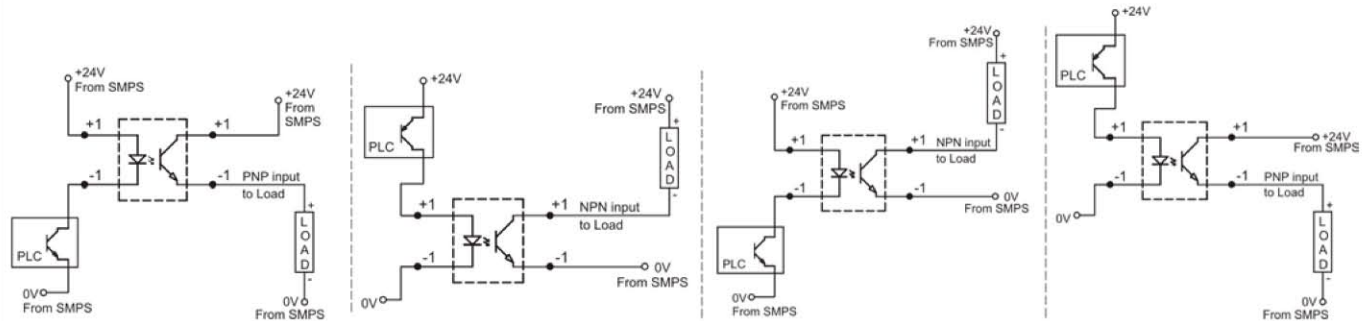 +24V
From SMPS
+24V
From
SMPS
+1
+1
-1
-1
PNP input
to Load
PLC
0V
From SMPS
+
L
O
A
D
-
0V
From SMPS
+24V
PLC
+24V
From SMPS
+
L
O
A
D
-
+1
+1
NPN input
to Load
-1
-1
0V
0V
From SMPS
+24V
From SMPS
+
L
O
A
D
-
+24V
From SMPS
+1
+1
NPN input
to Load
-1
-1
0V
From SMPS
PLC
0V
From SMPS
+24V
PLC
+1
+1
+24V
From SMPS
-1
-1
PNP input
to Load
0V
+
L
O
A
D
-
0V
From SMPS